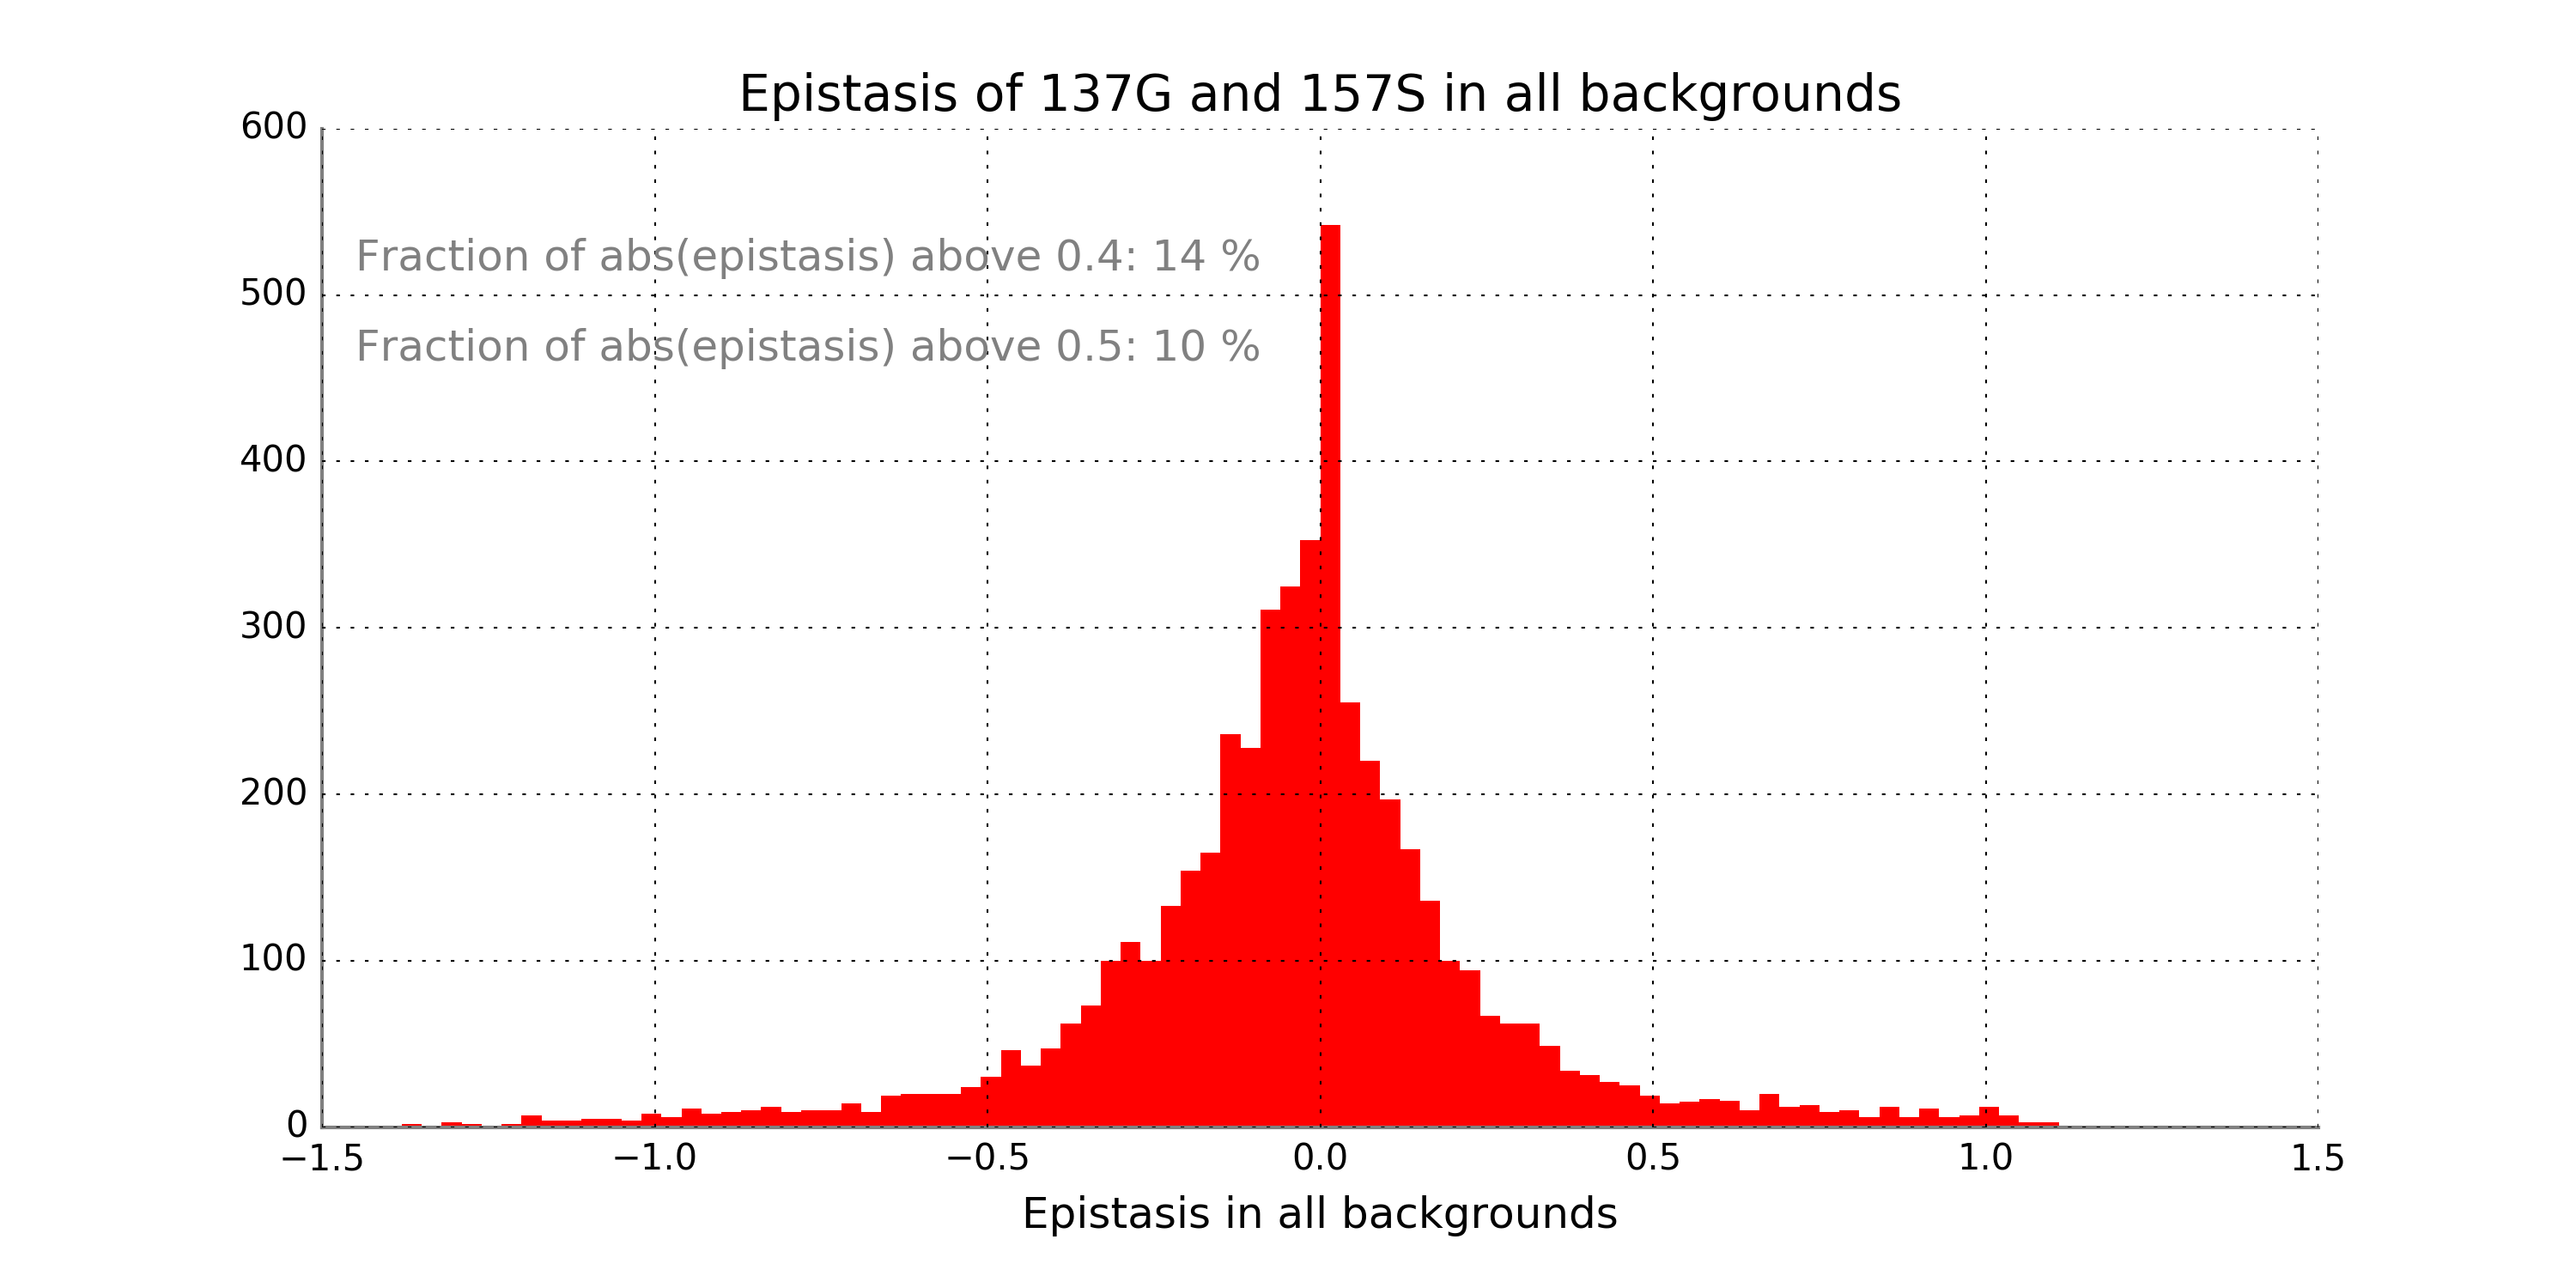 Epistasis of 137G and 157S in all backgrounds
600
Fraction of abs(epistasis) above 0.4: 14 %
500
Fraction of abs(epistasis) above 0.5: 10 %
400
300
200
100
0
−1.5 −1.0 −0.5 0.0 0.5 1.0 1.5
Epistasis in all backgrounds